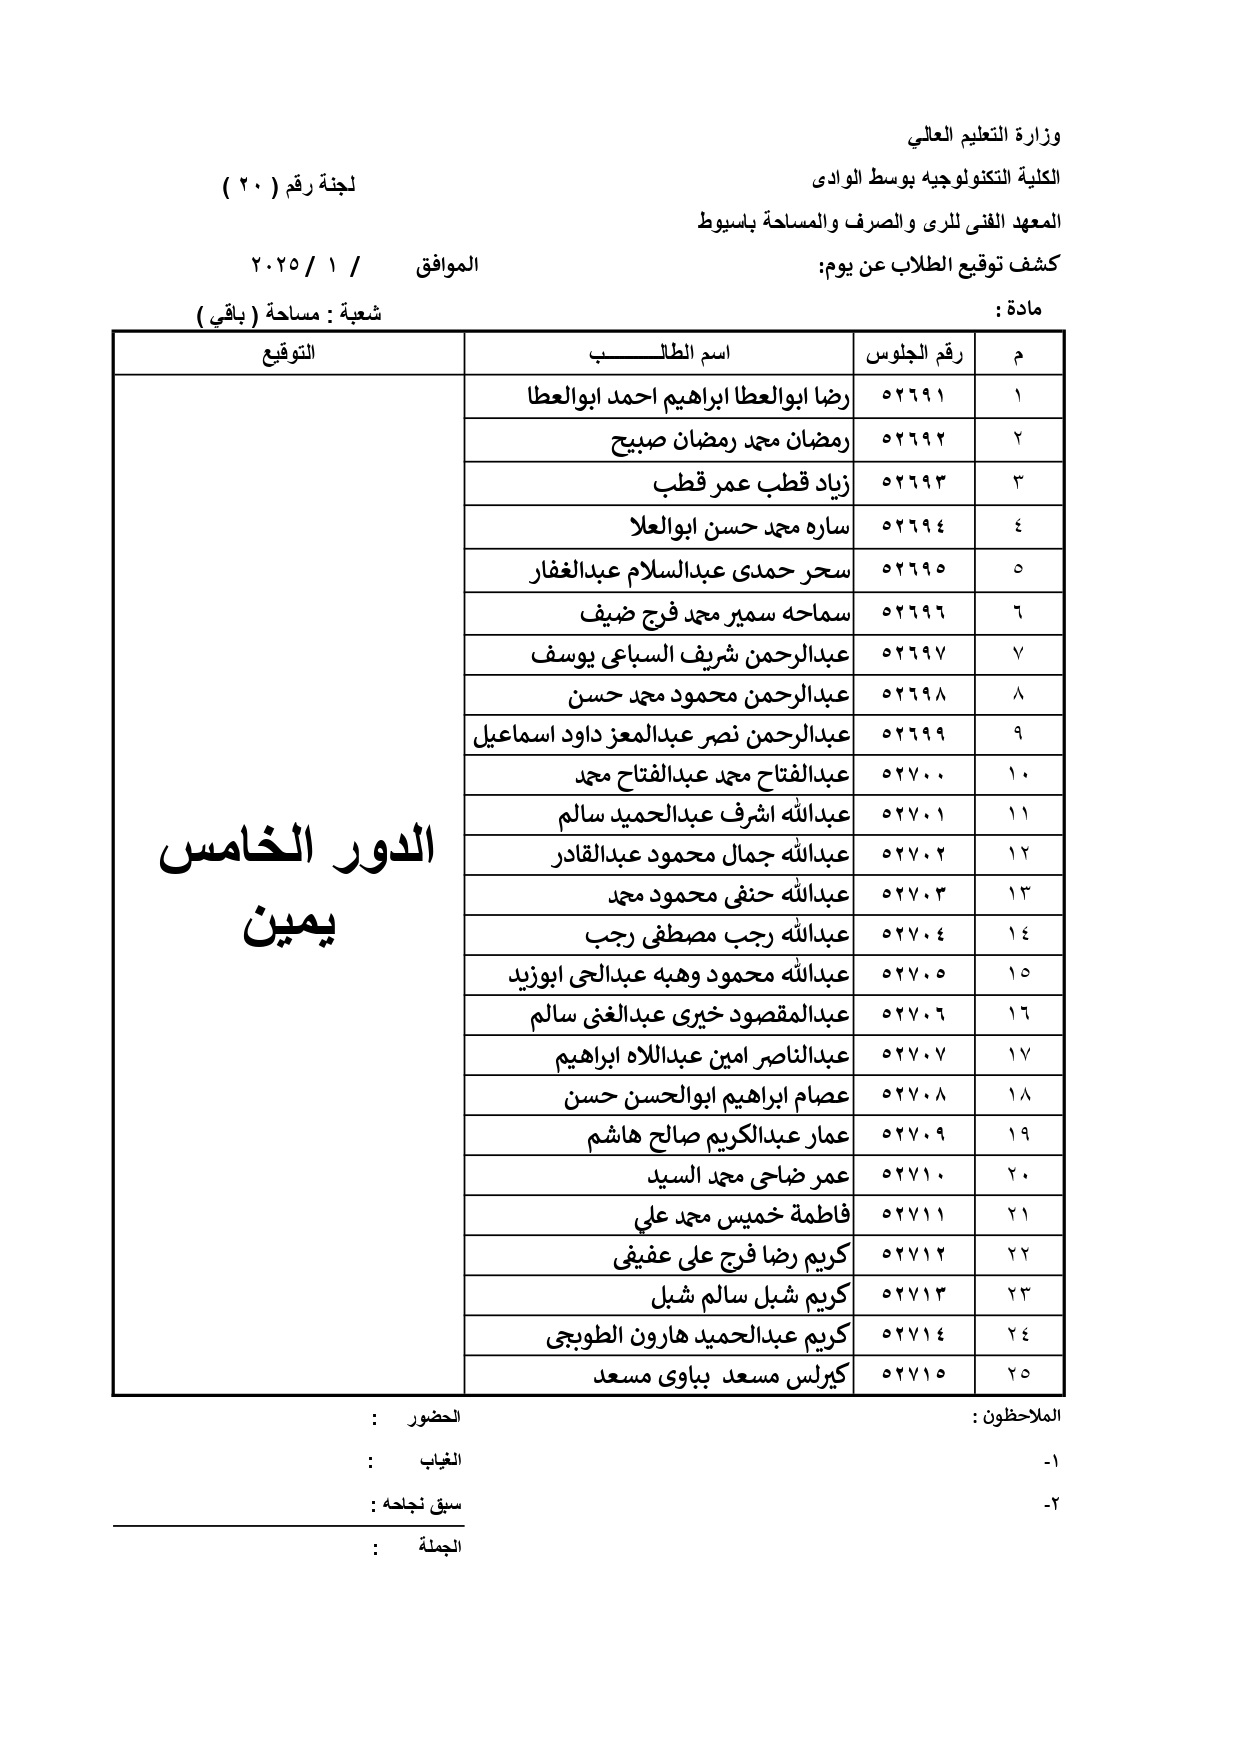 وزارة التعليم العالي
الكلية التكنولوجيه بوسط الوادى
لجنة رقم ( ٢٠ )
المعهد الفنى للرى والصرف والمساحة باسيوط
كشف توقيع الطلاب عن يوم: الموافق / ١ / ٢٠٢٥
مادة :
شعبة : مساحة ( باقي )
م رقم الجلوس اسم الطالـــــــــب التوقيع
١ ٥٢٦٩١ رضا ابوالعطا ابراهيم احمد ابوالعطا
٢ ٥٢٦٩٢ رمضان محمد رمضان صبيح
٣ ٥٢٦٩٣ زياد قطب عمر قطب
٤ ٥٢٦٩٤ ساره محمد حسن ابوالعلا
٥ ٥٢٦٩٥ سحر حمدى عبدالسلام عبدالغفار
٦ ٥٢٦٩٦ سماحه سمير محمد فرج ضيف
٧ ٥٢٦٩٧ عبدالرحمن شريف السباعى يوسف
٨ ٥٢٦٩٨ عبدالرحمن محمود محمد حسن
٩ ٥٢٦٩٩ عبدالرحمن نصر عبدالمعز داود اسماعيل
١٠ ٥٢٧٠٠ عبدالفتاح محمد عبدالفتاح محمد
١١ ٥٢٧٠١ عبدالله اشرف عبدالحميد سالم
١٢ ٥٢٧٠٢ عبدالله جمال محمود عبدالقادر
١٣ ٥٢٧٠٣ عبدالله حنفى محمود محمد
١٤ ٥٢٧٠٤ عبدالله رجب مصطفى رجب
١٥ ٥٢٧٠٥ عبدالله محمود وهبه عبدالحى ابوزيد
١٦ ٥٢٧٠٦ عبدالمقصود خيرى عبدالغنى سالم
١٧ ٥٢٧٠٧ عبدالناصر امين عبداللاه ابراهيم
١٨ ٥٢٧٠٨ عصام ابراهيم ابوالحسن حسن
١٩ ٥٢٧٠٩ عمار عبدالكريم صالح هاشم
٢٠ ٥٢٧١٠ عمر ضاحى محمد السيد
٢١ ٥٢٧١١ فاطمة خميس محمد علي
٢٢ ٥٢٧١٢ كريم رضا فرج على عفيفى
٢٣ ٥٢٧١٣ كريم شبل سالم شبل
٢٤ ٥٢٧١٤ كريم عبدالحميد هارون الطوبجى
٢٥ ٥٢٧١٥ كيرلس مسعد بباوى مسعد
الدور الخامس
يمين
الملاحظون : الحضور :
١- الغياب :
٢- سبق نجاحه :
الجملة :